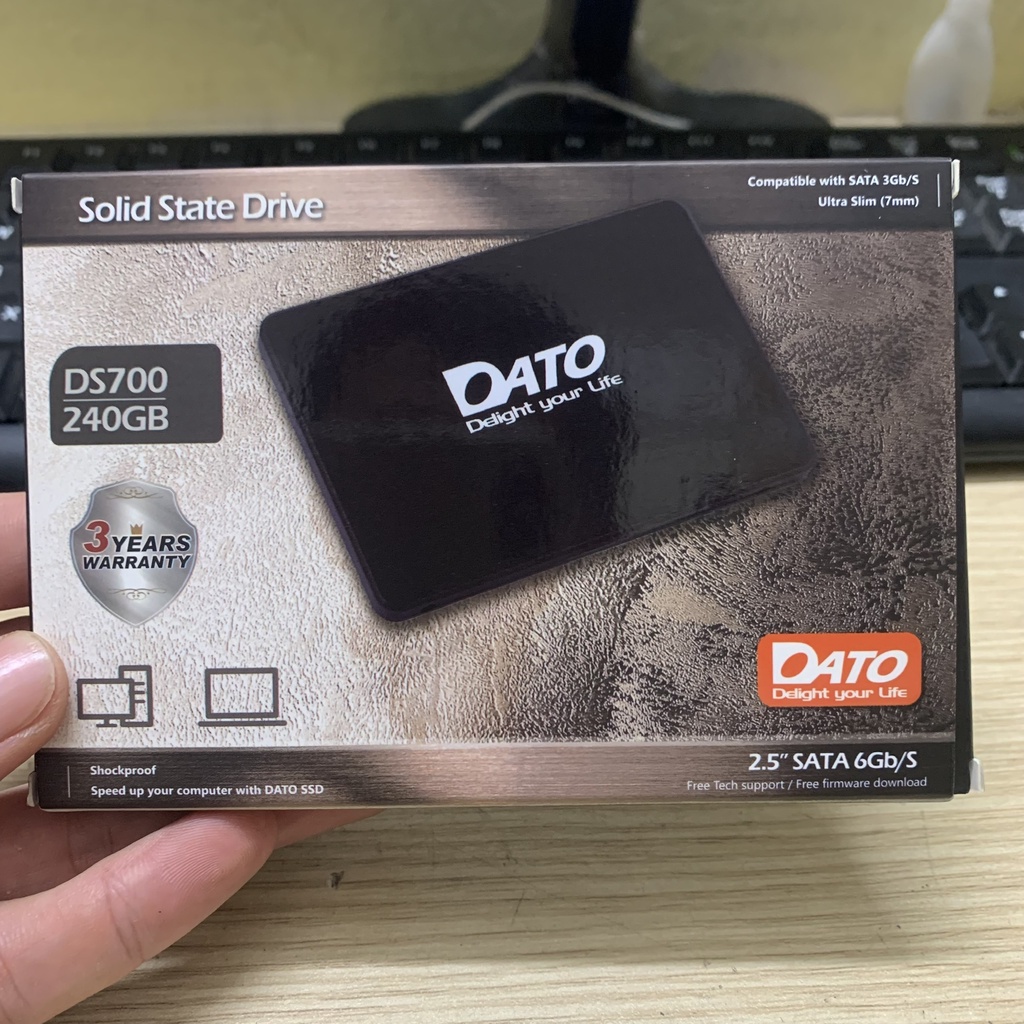 Solid State Drive
Compatible with SATA 3Gb/S
Ultra Slim (7mm)
DATO
Delight your Life
DS700
240GB
3 YEARS
WARRANTY
DATO
Delight your Life
Shockproof
Speed up your computer with DATO SSD
2.5" SATA 6Gb/S
Free Tech support / Free firmware download